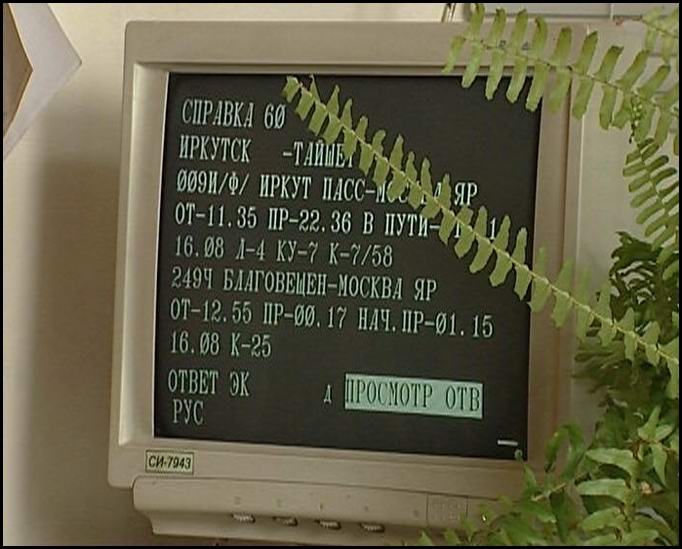 СПРАВКА 60
ИРКУТСК -ТАЙШЕТ
009И/Ф/ ИРКУТ ПАСС-МОСКВА ЯР
ОТ-11.35 ПР-22.36 В ПУТИ-
16.08 Л-4 КУ-7 К-7/58
249Ч БЛАГОВЕЩЕН-МОСКВА ЯР
ОТ-12.55 ПР-00.17 НАЧ.ПР-01.15
16.08 К-25
ОТВЕТ ЭК Д ПРОСМОТР ОТВ
РУС
СИ-7943